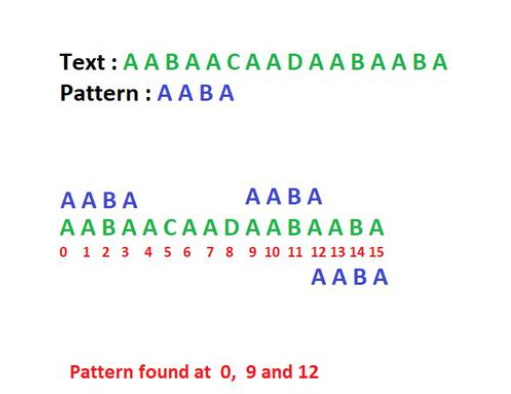 Text : A A B A A C A A D A A B A A B A
Pattern : A A B A
A A B A A A B A
A A B A A C A A D A A B A A B A
0 1 2 3 4 5 6 7 8 9 10 11 12 13 14 15
A A B A
Pattern found at 0, 9 and 12